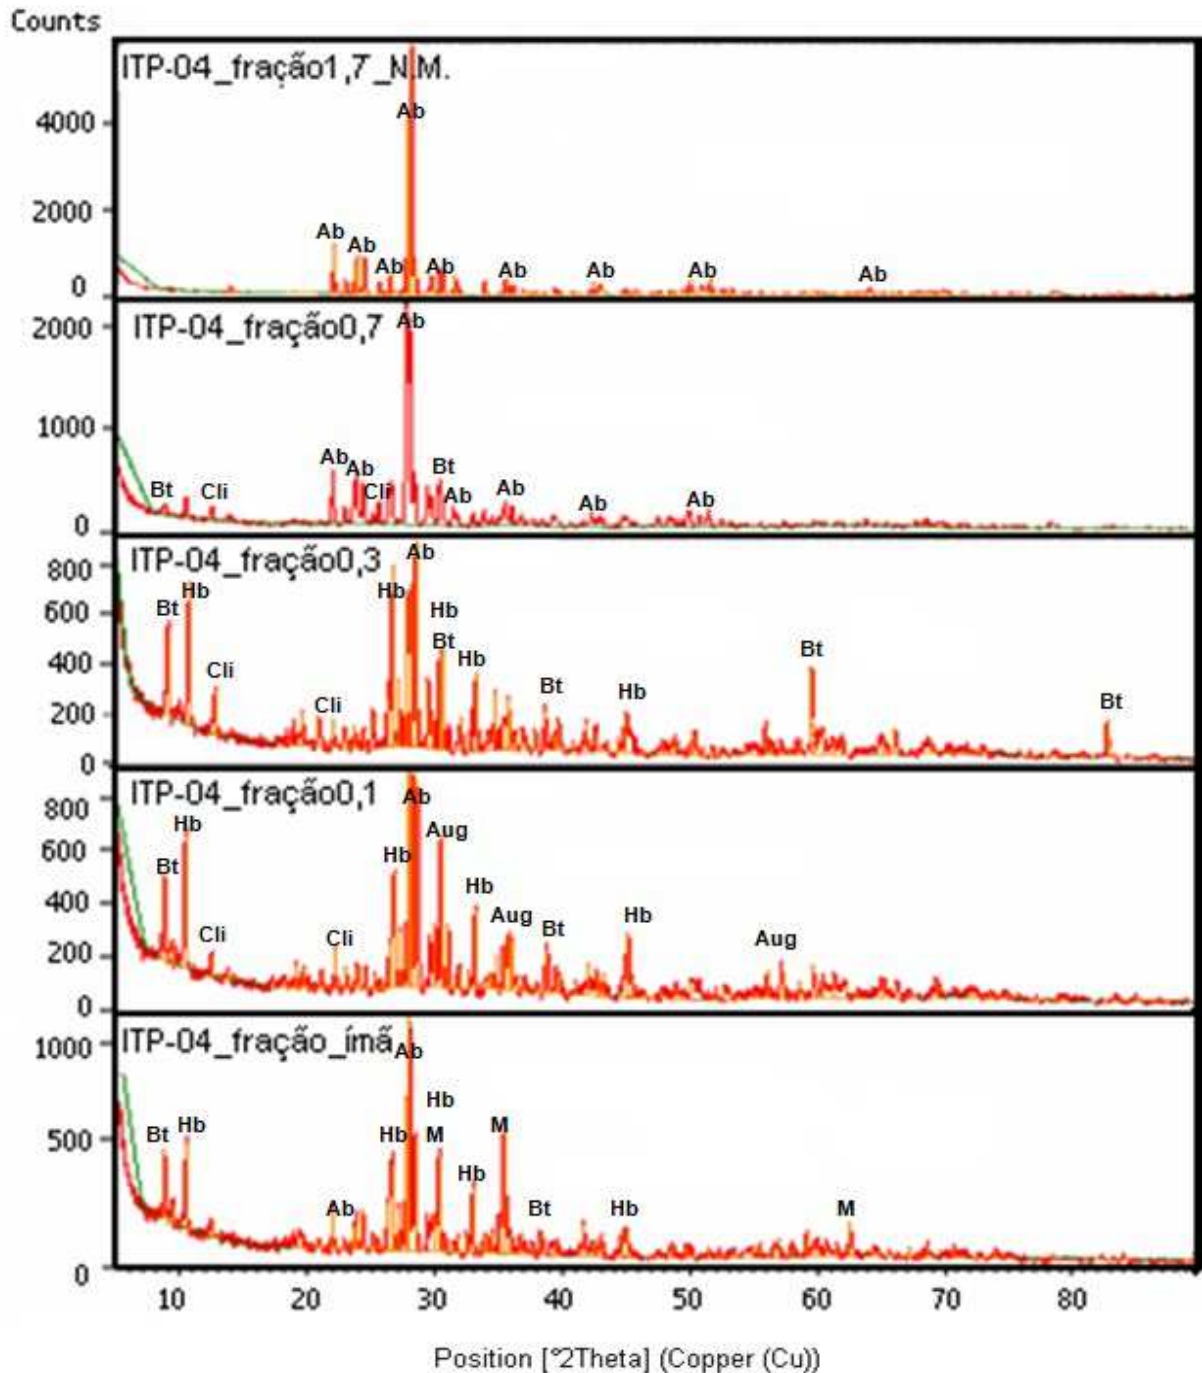 Counts
ITP-04_fração1,7_N.M.
4000
2000
0
Ab
Ab Ab Ab Ab Ab Ab Ab Ab
ITP-04_fração0,7
2000
1000
0
Ab
Bt Cli Ab Ab Cli Bt Ab Ab Ab Ab
ITP-04_fração0,3
800
600
400
200
0
Ab
Bt Hb Cli Cli Hb Hb Bt Hb Bt Hb Bt Bt
ITP-04_fração0,1
800
600
400
200
0
Ab
Bt Hb Cli Cli Hb Aug Hb Aug Bt Hb Aug
ITP-04_fração_ímã
1000
500
0
Ab
Bt Hb Ab Hb Hb M Hb M Bt Hb M
10 20 30 40 50 60 70 80
Position [°2Theta] (Copper (Cu))